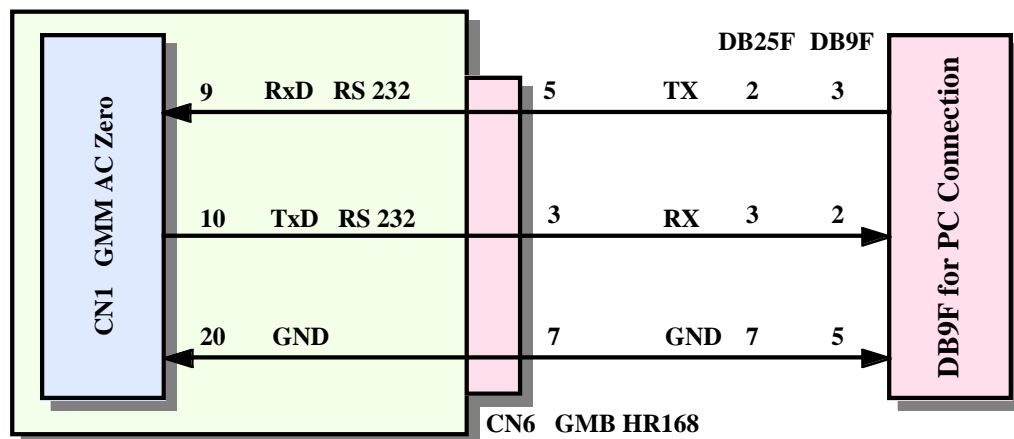 DB25F DB9F
9 RxD RS 232 5 TX 2 3
10 TxD RS 232 3 RX 3 2
20 GND 7 GND 7 5
CN1 GMM AC Zero
DB9F for PC Connection
CN6 GMB HR168